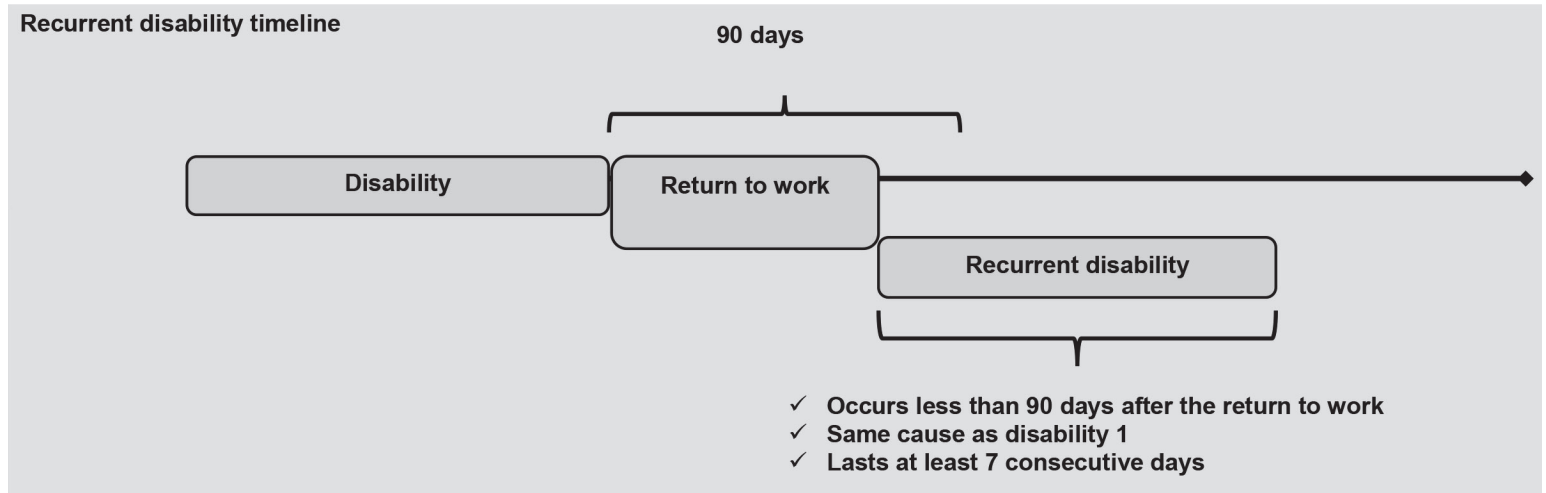 Recurrent disability timeline
90 days
Disability
Return to work
Recurrent disability
✓ Occurs less than 90 days after the return to work
✓ Same cause as disability 1
✓ Lasts at least 7 consecutive days